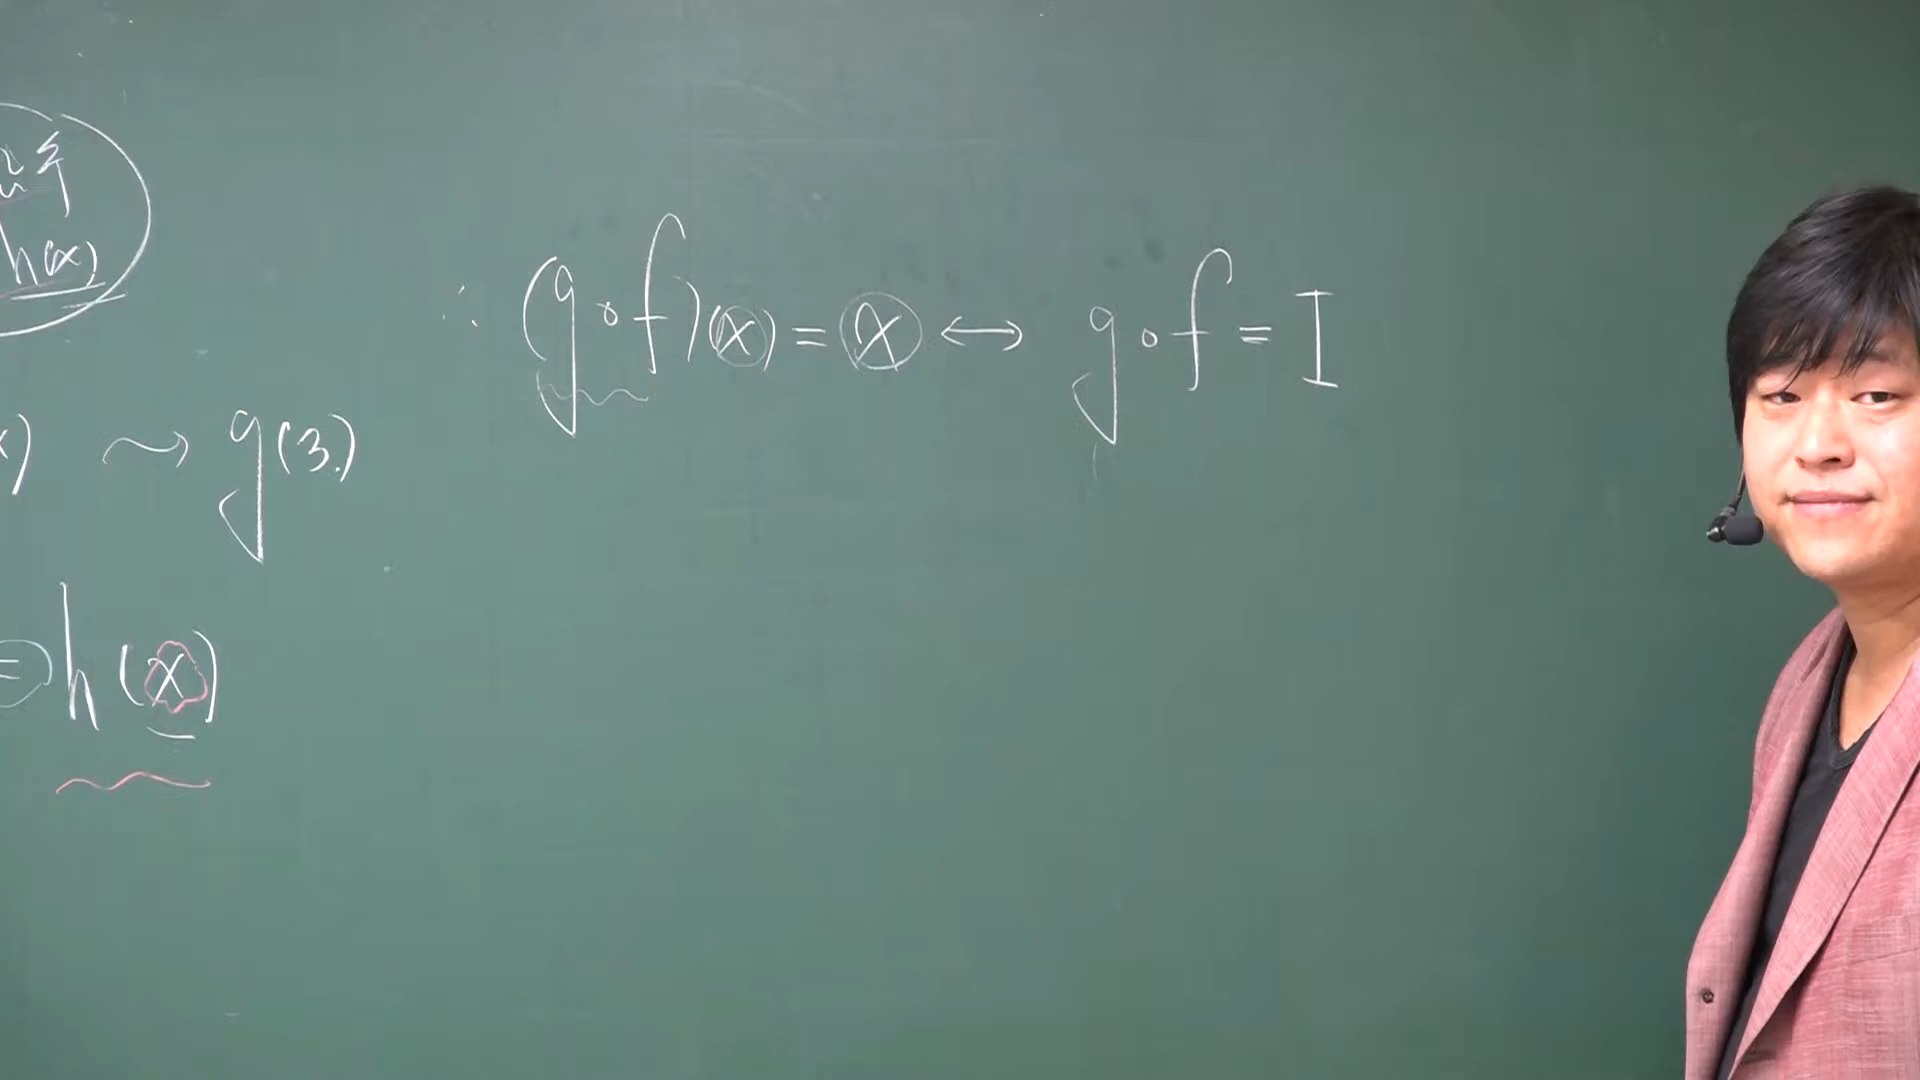 h(x)
∴ (g∘f)(x) = x ↔ g∘f = I
x) ⤳ g(3.)
= h(x)